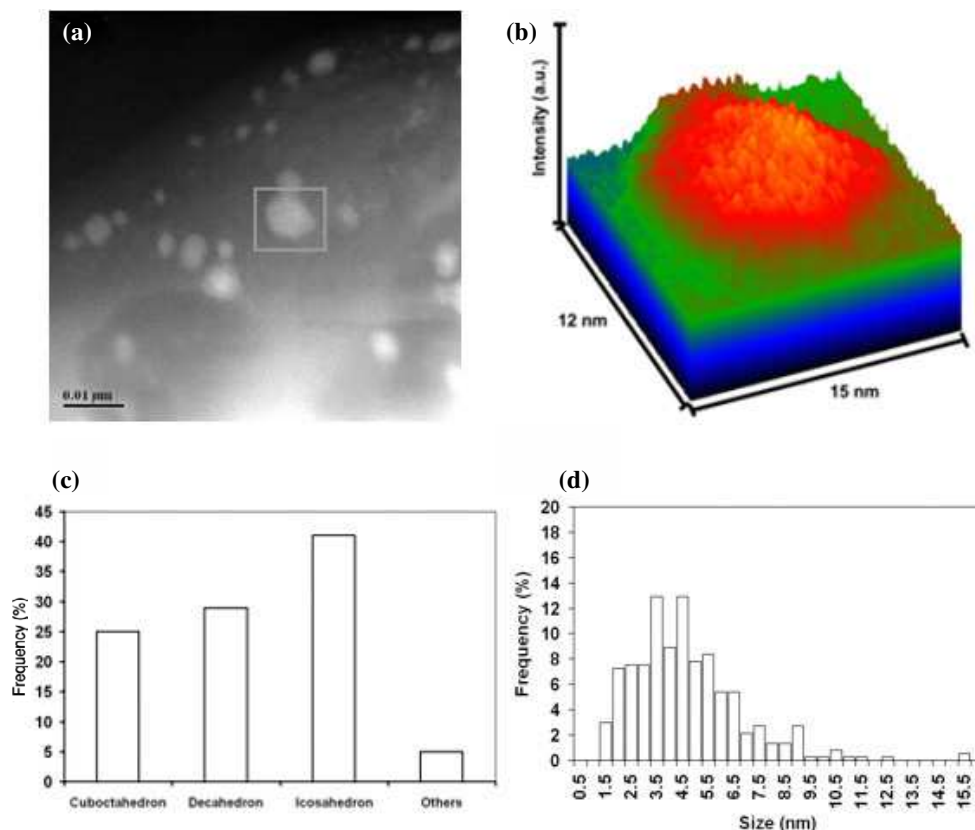 (a)
0.01 µm
(b)
Intensity (a.u.)
12 nm
15 nm
(c)
Frequency (%)
45
40
35
30
25
20
15
10
5
0
Cuboctahedron Decahedron Icosahedron Others
(d)
Frequency (%)
20
18
16
14
12
10
8
6
4
2
0
0.5 1.5 2.5 3.5 4.5 5.5 6.5 7.5 8.5 9.5 10.5 11.5 12.5 13.5 14.5 15.5
Size (nm)